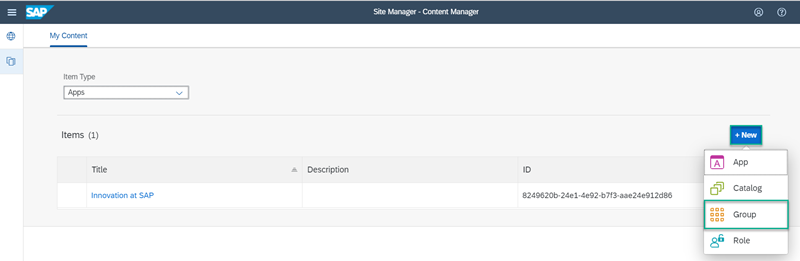 SAP
Site Manager - Content Manager
My Content
Item Type
Apps
Items (1)
+ New
Title
Description
ID
Innovation at SAP
8249620b-24e1-4e92-b7f3-aae24e912d86
A App
Catalog
Group
Role